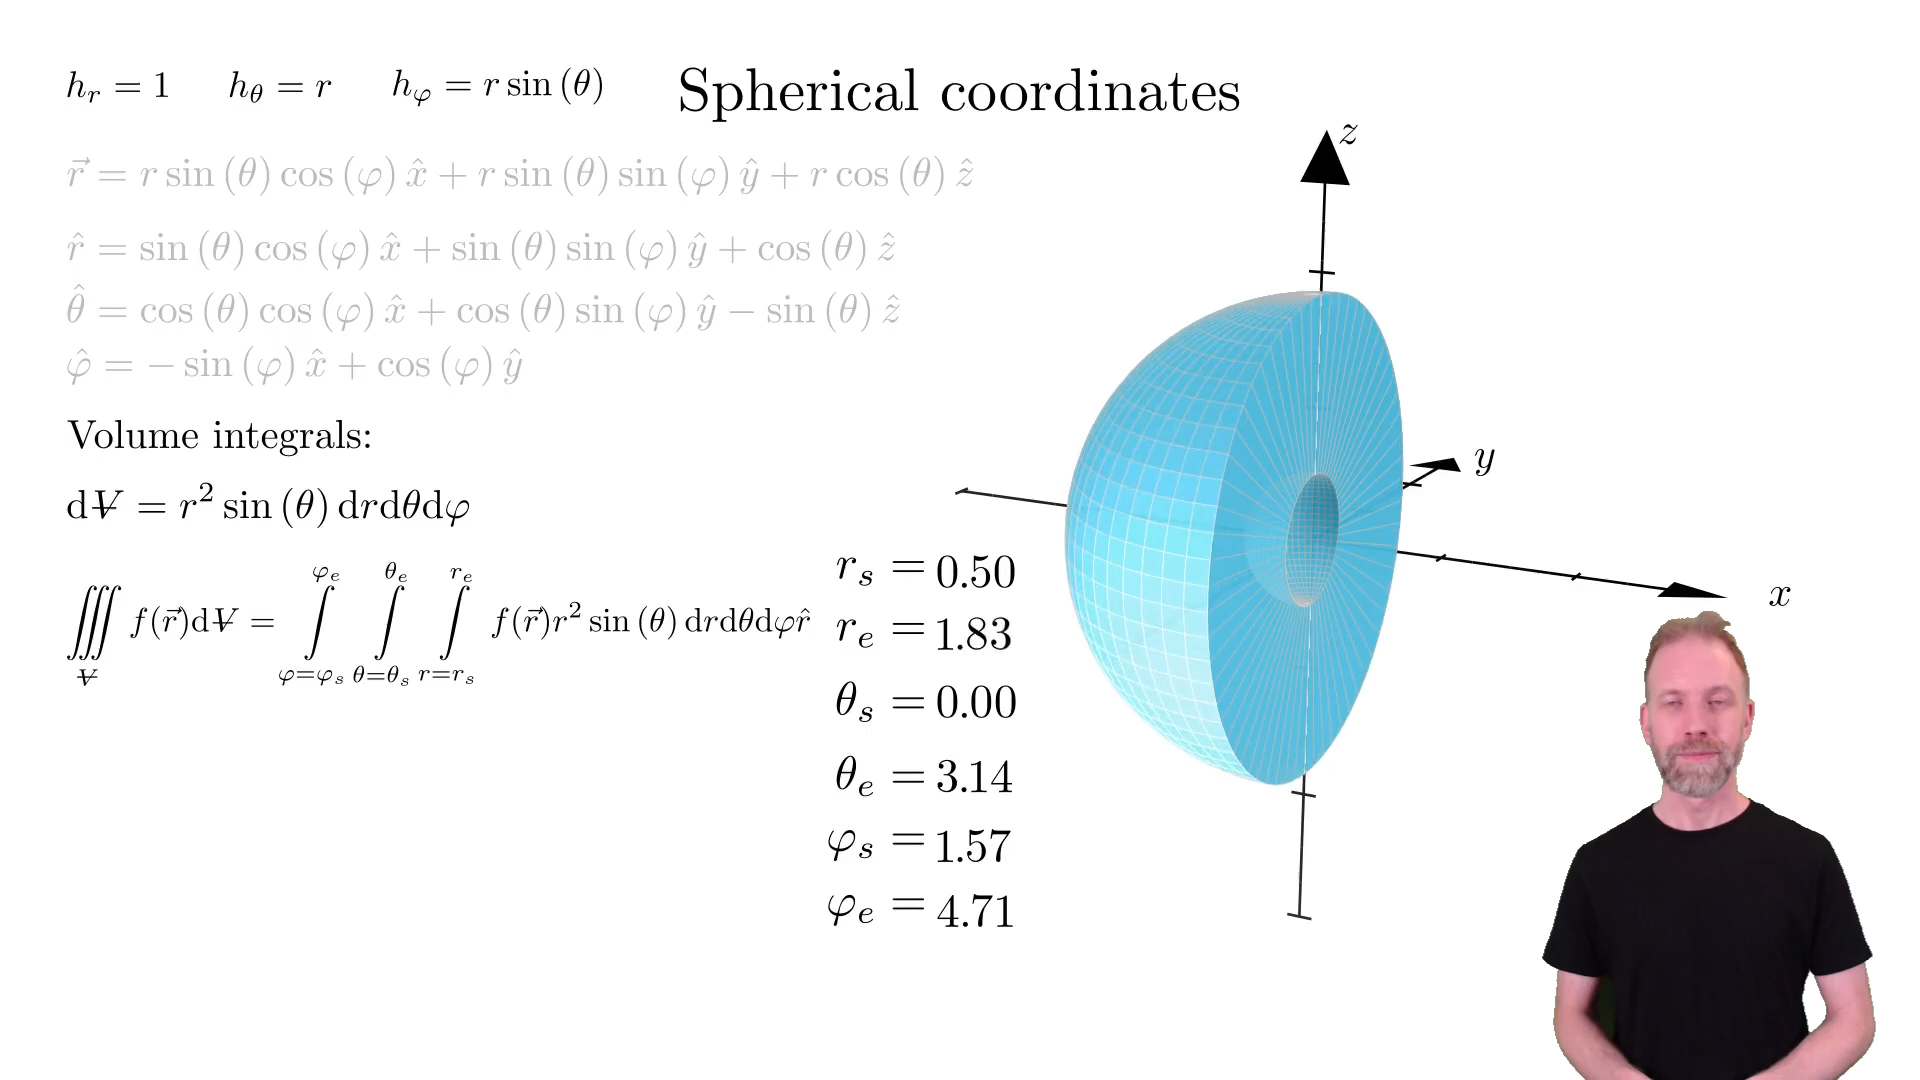 Spherical coordinates
h_r = 1 h_θ = r h_φ = r sin (θ)
r⃗ = r sin (θ) cos (φ) x̂ + r sin (θ) sin (φ) ŷ + r cos (θ) ẑ
r̂ = sin (θ) cos (φ) x̂ + sin (θ) sin (φ) ŷ + cos (θ) ẑ
θ̂ = cos (θ) cos (φ) x̂ + cos (θ) sin (φ) ŷ − sin (θ) ẑ
φ̂ = − sin (φ) x̂ + cos (φ) ŷ
Volume integrals:
dV̶ = r² sin (θ) drdθdφ
∭_V̶ f(r⃗)dV̶ = ∫_{φ=φ_s}^{φ_e} ∫_{θ=θ_s}^{θ_e} ∫_{r=r_s}^{r_e} f(r⃗)r² sin (θ) drdθdφr̂
r_s = 0.50
r_e = 1.83
θ_s = 0.00
θ_e = 3.14
φ_s = 1.57
φ_e = 4.71
z
y
x